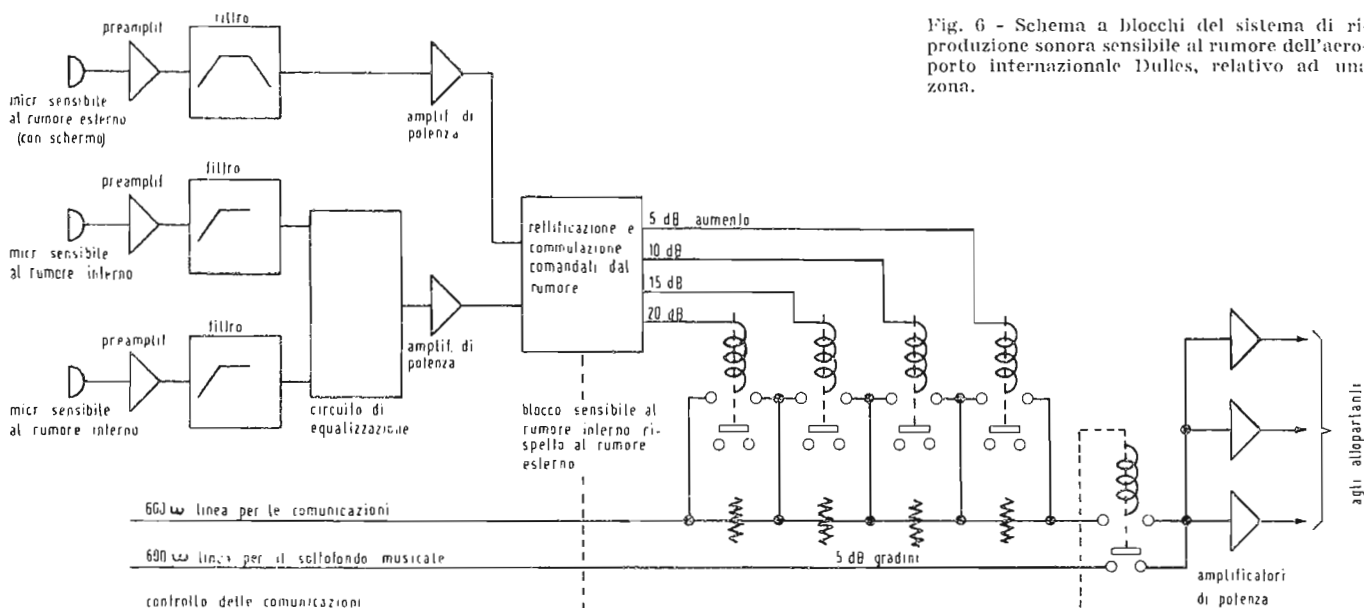 Fig. 6 - Schema a blocchi del sistema di ri-
produzione sonora sensibile al rumore dell'aero-
porto internazionale Dulles, relativo ad una
zona.
preamplif
filtro
micr sensibile
al rumore esterno
(con schermo)
amplif di
potenza
preamplif
filtro
micr sensibile
al rumore interno
preamplif
filtro
micr sensibile
al rumore interno
circuito di
equalizzazione
amplif. di
potenza
rettificazione e
commutazione
comandati dal
rumore
5 dB aumento
10 dB
15 dB
20 dB
blocco sensibile al
rumore interno ri-
spetto al rumore
esterno
600 ω linea per le comunicazioni
600 ω linea per il sottofondo musicale
5 dB gradini
controllo delle comunicazioni
amplificatori
di potenza
agli altoparlanti